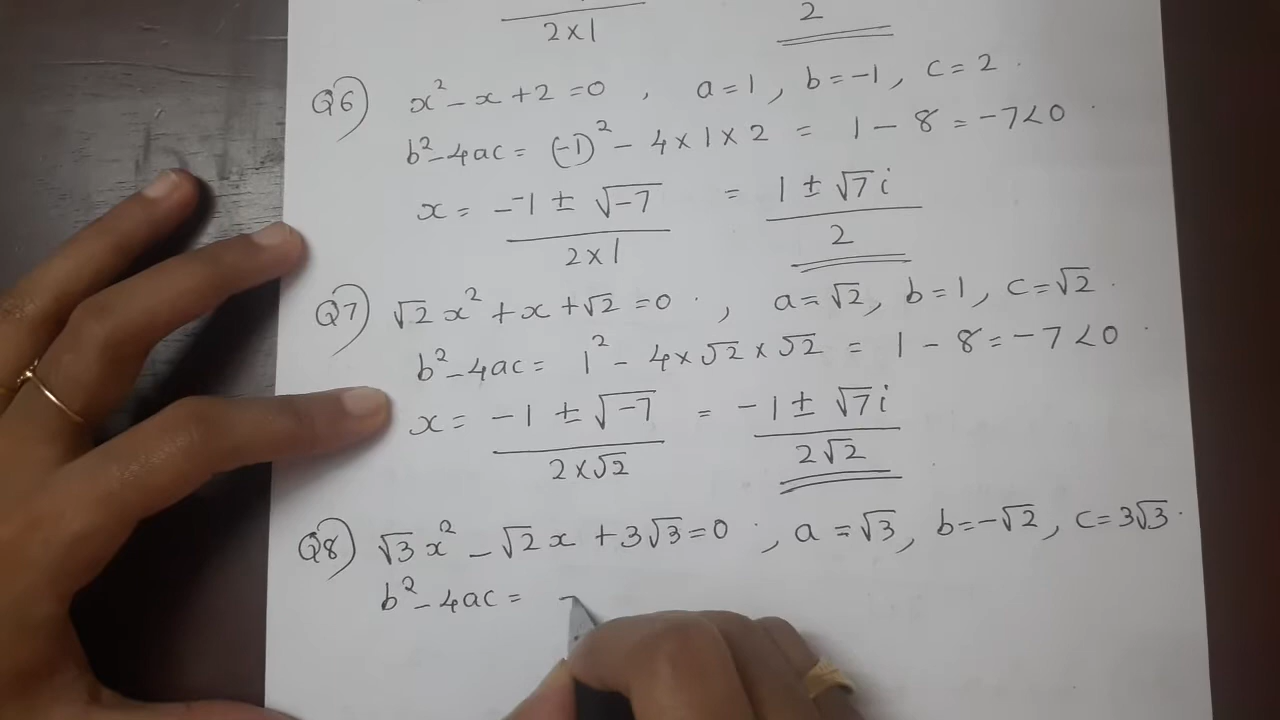 2×1 2
Q6) x² - x + 2 = 0 , a = 1 , b = -1 , c = 2 .
b² - 4ac = (-1)² - 4 × 1 × 2 = 1 - 8 = -7 < 0 .
x = (- -1 ± √-7) / (2×1) = (1 ± √7 i) / 2
Q7) √2 x² + x + √2 = 0 . , a = √2 , b = 1 , c = √2 .
b² - 4ac = 1² - 4 × √2 × √2 = 1 - 8 = -7 < 0 .
x = (-1 ± √-7) / (2×√2) = (-1 ± √7 i) / (2√2)
Q8) √3 x² - √2 x + 3√3 = 0 ; a = √3 , b = -√2 , c = 3√3 .
b² - 4ac = -